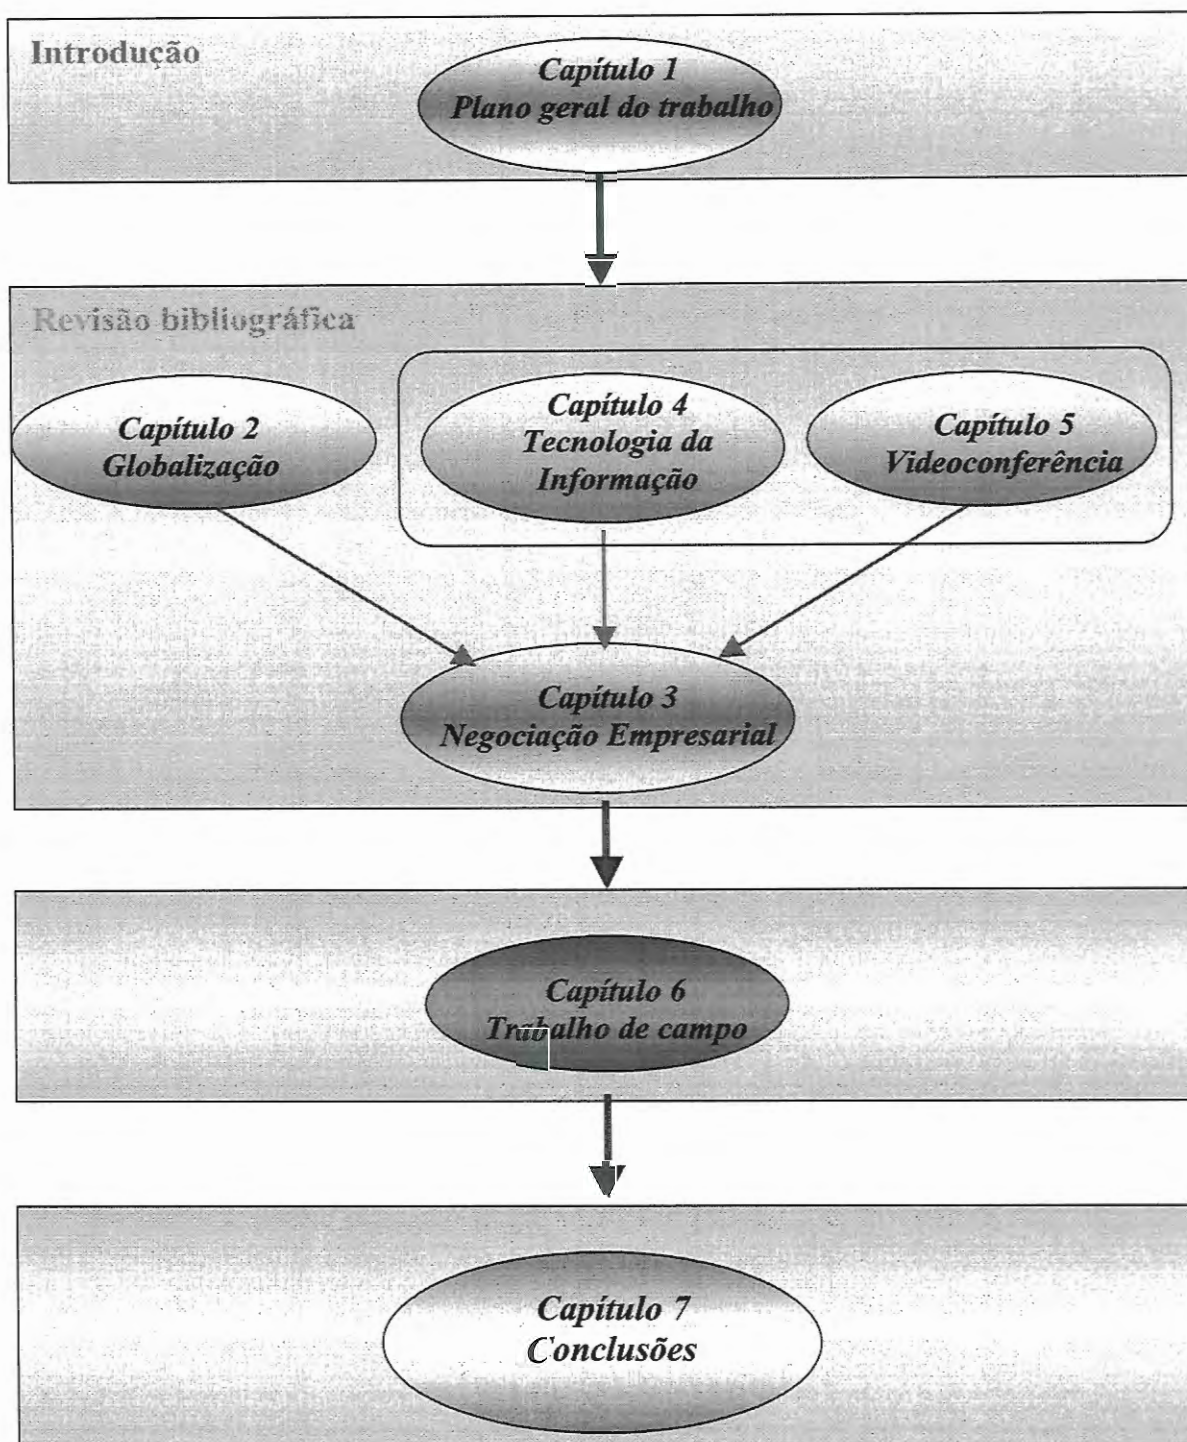 Introdução
Capítulo 1
Plano geral do trabalho
Revisão bibliográfica
Capítulo 2
Globalização
Capítulo 4
Tecnologia da
Informação
Capítulo 5
Videoconferência
Capítulo 3
Negociação Empresarial
Capítulo 6
Trabalho de campo
Capítulo 7
Conclusões